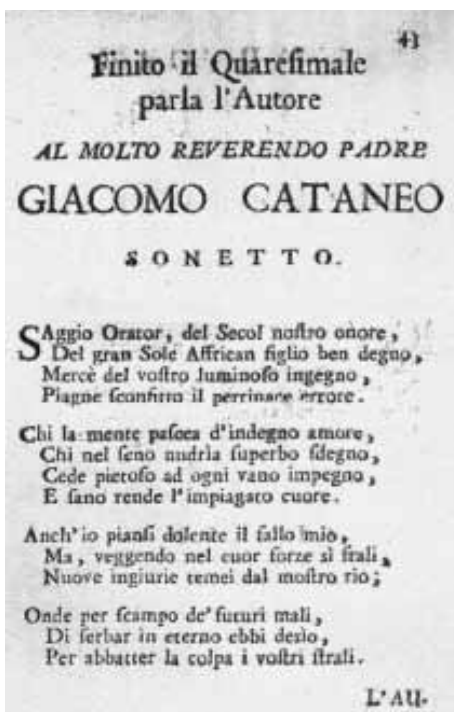 43
Finito il Quaresimale
parla l'Autore
AL MOLTO REVERENDO PADRE
GIACOMO CATANEO
SONETTO.
SAggio Orator, del Secol nostro onore,
Del gran Sole Affrican figlio ben degno,
Mercè del vostro luminoso ingegno,
Piagne sconfitto il pertinace errore.
Chi la mente pascea d'indegno amore,
Chi nel seno nudrìa superbo sdegno,
Cede pietoso ad ogni vano impegno,
E sano rende l'impiagato cuore.
Anch'io piansi dolente il fallo mio,
Ma, veggendo nel cuor forze sì frali,
Nuove ingiurie temei dal mostro rio;
Onde per scampo de' futuri mali,
Di serbar in eterno ebbi desìo,
Per abbatter la colpa i vostri strali.
L'AU-